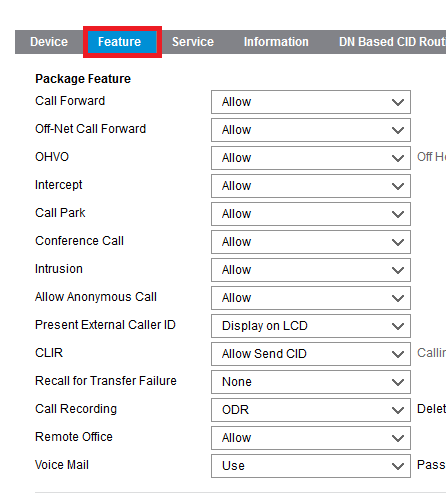 Device Feature Service Information DN Based CID Rout
Package Feature
Call Forward Allow
Off-Net Call Forward Allow
OHVO Allow Off H
Intercept Allow
Call Park Allow
Conference Call Allow
Intrusion Allow
Allow Anonymous Call Allow
Present External Caller ID Display on LCD
CLIR Allow Send CID Callin
Recall for Transfer Failure None
Call Recording ODR Delet
Remote Office Allow
Voice Mail Use Pass